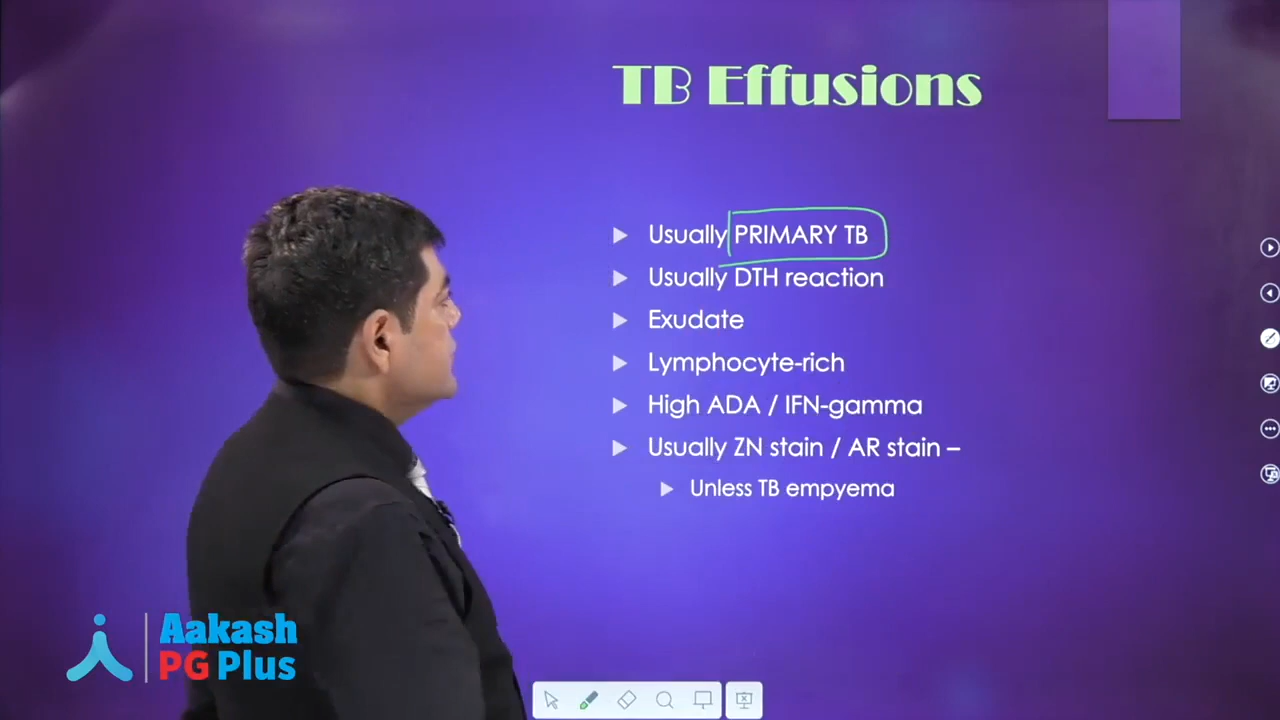 TB Effusions
Usually PRIMARY TB
Usually DTH reaction
Exudate
Lymphocyte-rich
High ADA / IFN-gamma
Usually ZN stain / AR stain –
Unless TB empyema
Aakash
PG Plus